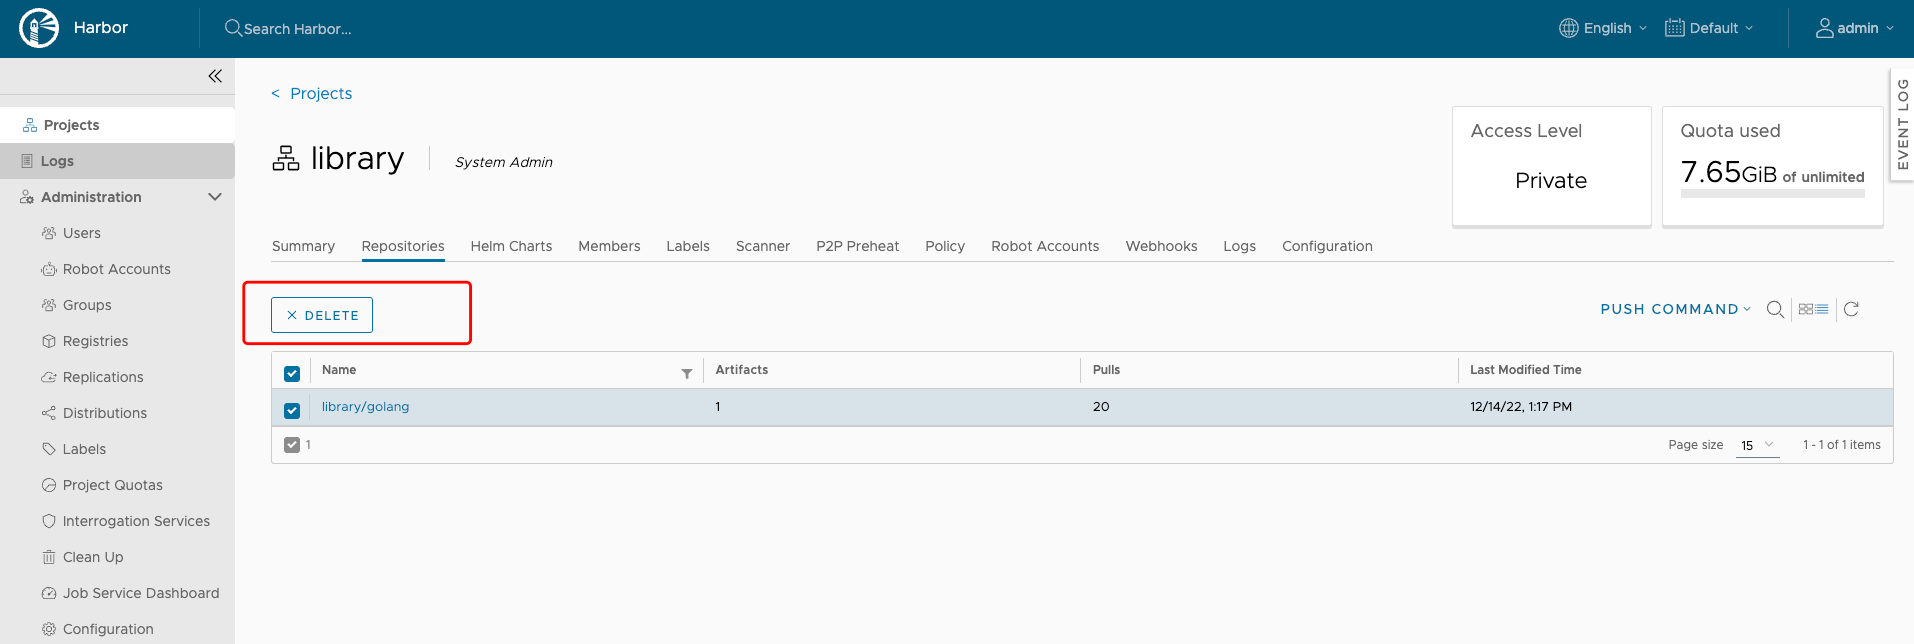 Harbor
Search Harbor...
English
Default
admin
EVENT LOG
Projects
Logs
Administration
Users
Robot Accounts
Groups
Registries
Replications
Distributions
Labels
Project Quotas
Interrogation Services
Clean Up
Job Service Dashboard
Configuration
< Projects
library System Admin
Access Level
Private
Quota used
7.65GiB of unlimited
Summary Repositories Helm Charts Members Labels Scanner P2P Preheat Policy Robot Accounts Webhooks Logs Configuration
DELETE
PUSH COMMAND
Name Artifacts Pulls Last Modified Time
library/golang 1 20 12/14/22, 1:17 PM
1 Page size 15 1 - 1 of 1 items